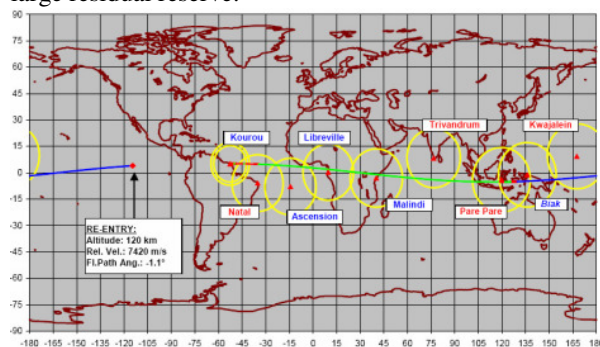 large residual reserve.
90
75
60
45
30
15
0
-15
-30
-45
-60
-75
-90
Kourou
Libreville
Trivandrum
Kwajalein
Natal
Ascension
Malindi
Pare Pare
Biak
RE-ENTRY:
Altitude: 120 km
Rel. Vel.: 7420 m/s
Fl.Path Ang.: -1.1°
-180 -165 -150 -135 -120 -105 -90 -75 -60 -45 -30 -15 0 15 30 45 60 75 90 105 120 135 150 165 180